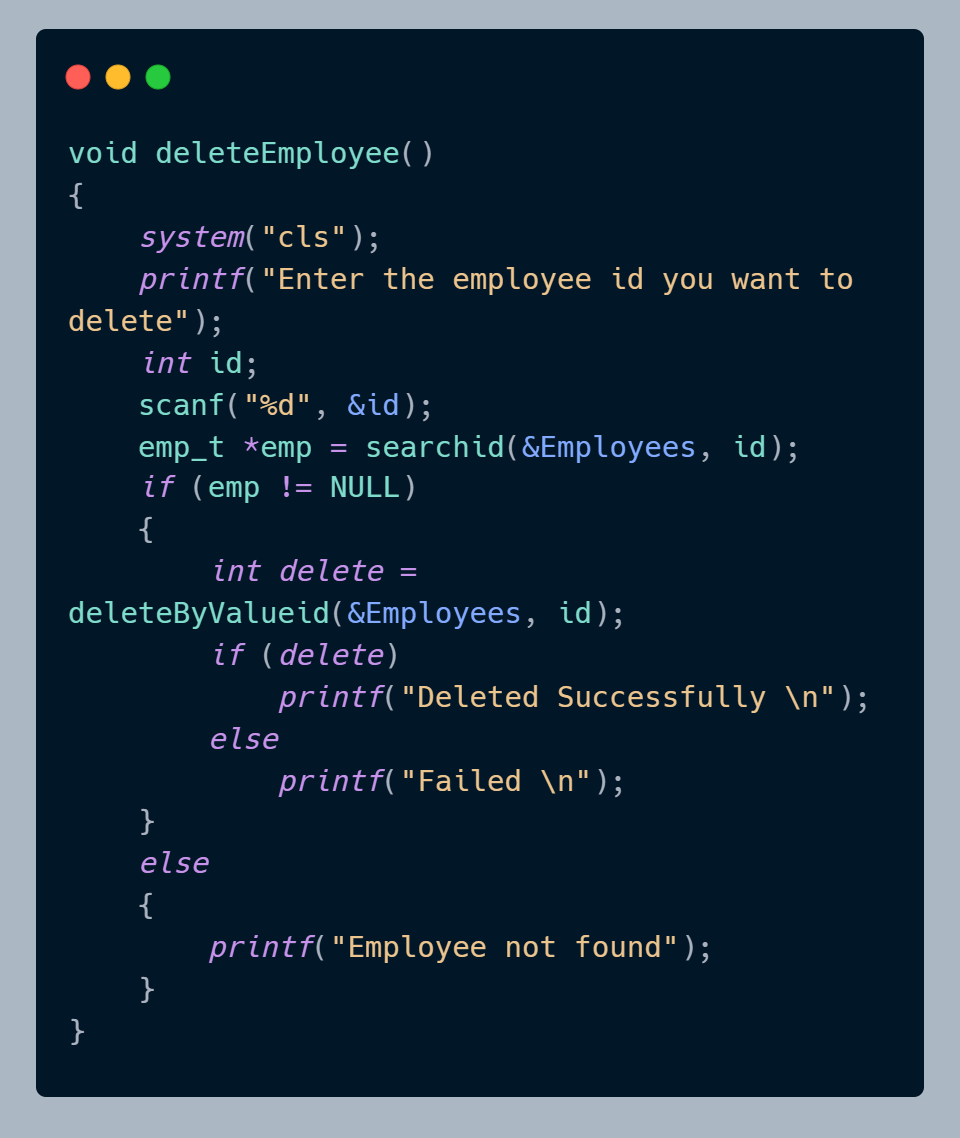 void deleteEmployee()
{
    system("cls");
    printf("Enter the employee id you want to
delete");
    int id;
    scanf("%d", &id);
    emp_t *emp = searchid(&Employees, id);
    if (emp != NULL)
    {
        int delete =
deleteByValueid(&Employees, id);
        if (delete)
            printf("Deleted Successfully \n");
        else
            printf("Failed \n");
    }
    else
    {
        printf("Employee not found");
    }
}